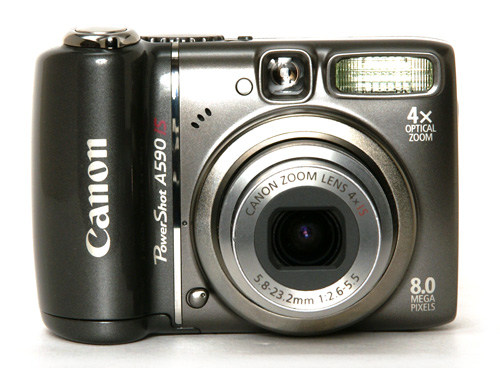 Canon
PowerShot A590 IS
4x
OPTICAL
ZOOM
CANON ZOOM LENS 4x IS
5.8-23.2mm 1:2.6-5.5
8.0
MEGA
PIXELS